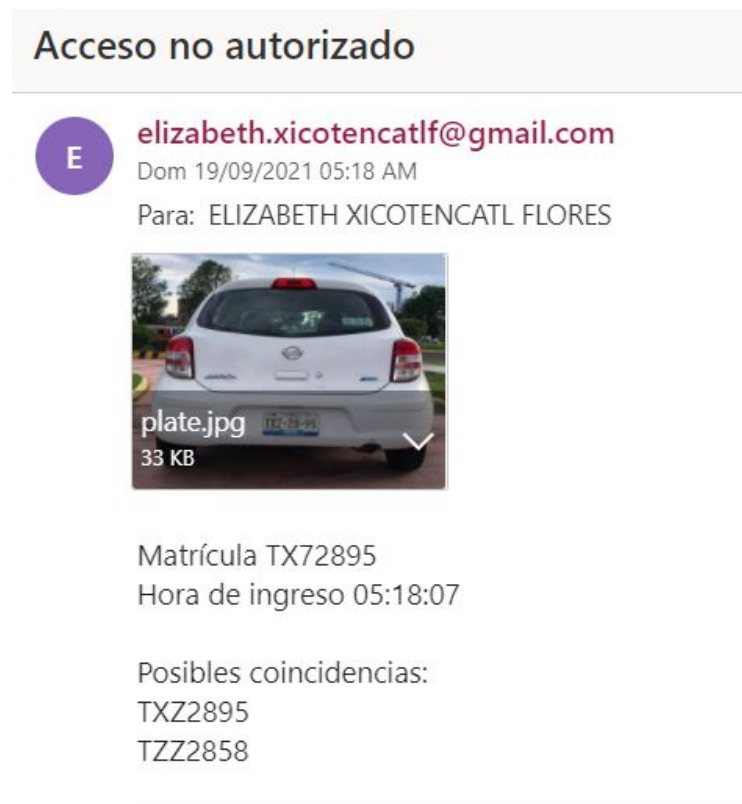 Acceso no autorizado
E
elizabeth.xicotencatlf@gmail.com
Dom 19/09/2021 05:18 AM
Para: ELIZABETH XICOTENCATL FLORES
plate.jpg
33 KB
Matrícula TX72895
Hora de ingreso 05:18:07
Posibles coincidencias:
TXZ2895
TZZ2858